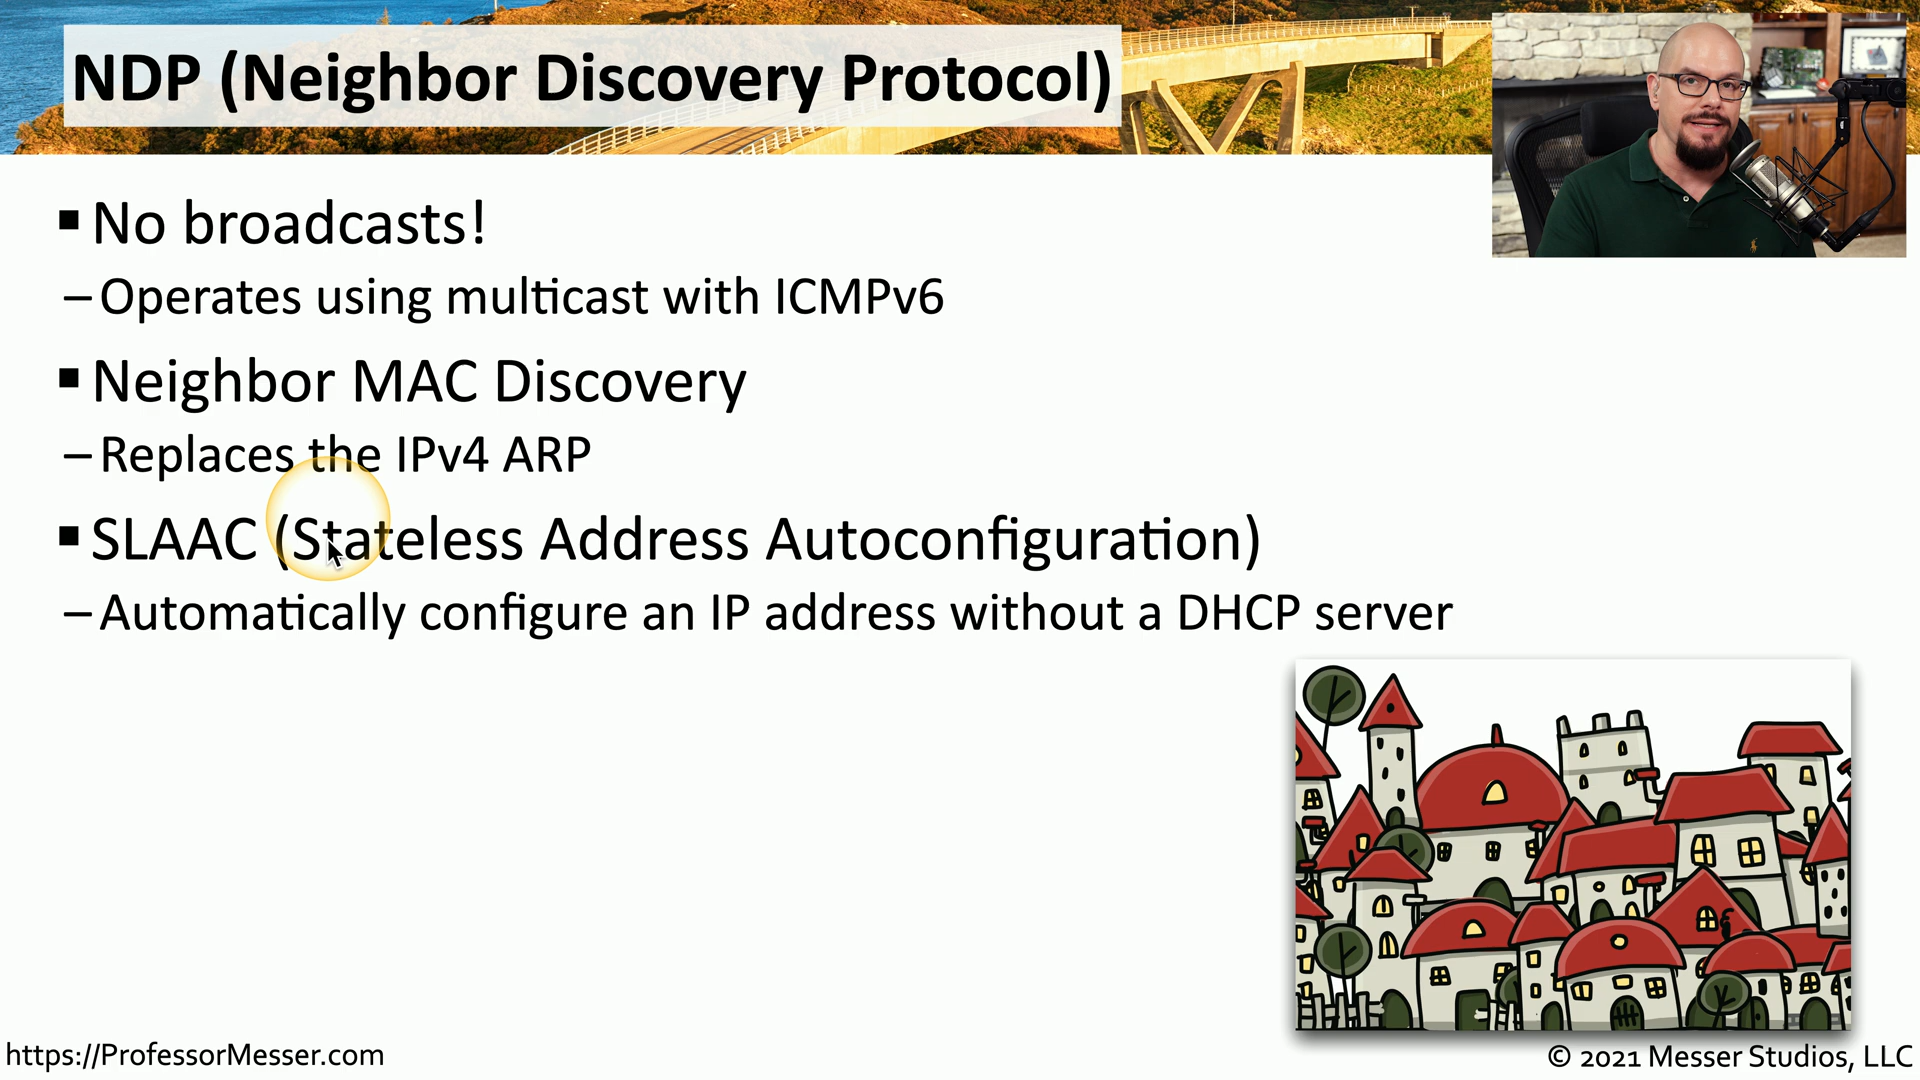 NDP (Neighbor Discovery Protocol)
▪ No broadcasts!
– Operates using multicast with ICMPv6
▪ Neighbor MAC Discovery
– Replaces the IPv4 ARP
▪ SLAAC (Stateless Address Autoconfiguration)
– Automatically configure an IP address without a DHCP server
https://ProfessorMesser.com
© 2021 Messer Studios, LLC